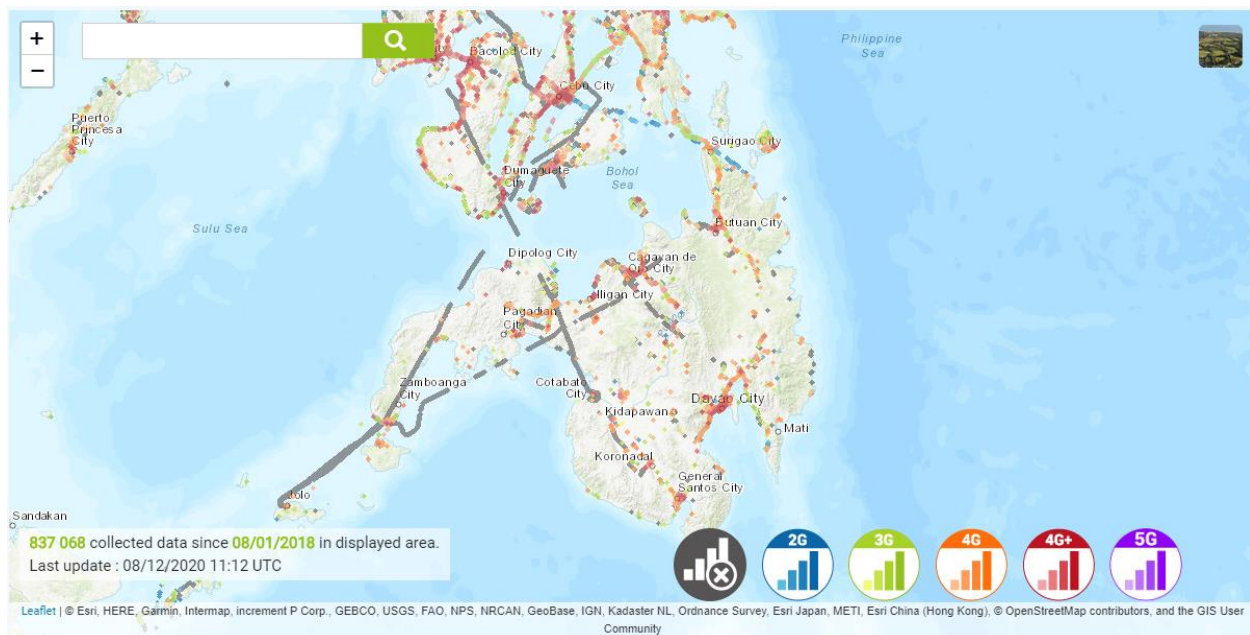 +
−
Bacolod City
Philippine
Sea
Cebu City
Puerto
Princesa
City
Surigao City
Dumaguete
City
Bohol
Sea
Sulu Sea
Butuan City
Dipolog City
Cagayan de
Oro City
Iligan City
Pagadian
City
Zamboanga
City
Cotabato
City
Kidapawan
Davao City
Mati
Koronadal
General
Santos City
Jolo
Sandakan
837 068 collected data since 08/01/2018 in displayed area.
Last update : 08/12/2020 11:12 UTC
2G
3G
4G
4G+
5G
Leaflet | © Esri, HERE, Garmin, Intermap, increment P Corp., GEBCO, USGS, FAO, NPS, NRCAN, GeoBase, IGN, Kadaster NL, Ordnance Survey, Esri Japan, METI, Esri China (Hong Kong), © OpenStreetMap contributors, and the GIS User
Community